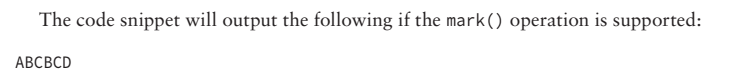 The code snippet will output the following if the mark() operation is supported:
ABCBCD